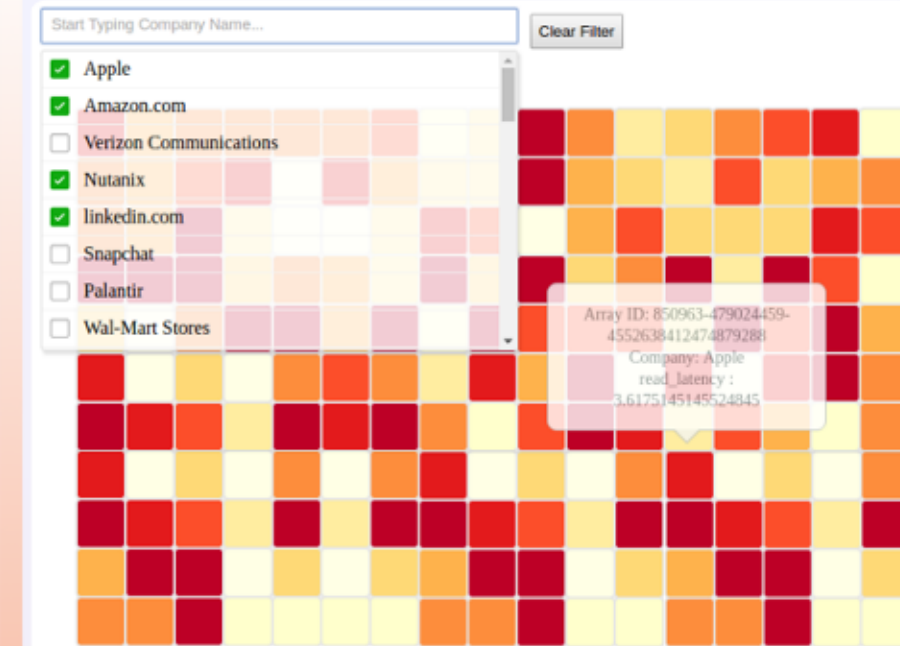 Start Typing Company Name...
Clear Filter
Apple
Amazon.com
Verizon Communications
Nutanix
linkedin.com
Snapchat
Palantir
Wal-Mart Stores
Array ID: 850963-479024459-
4552638412474879288
Company: Apple
read_latency :
3.6175145145524845